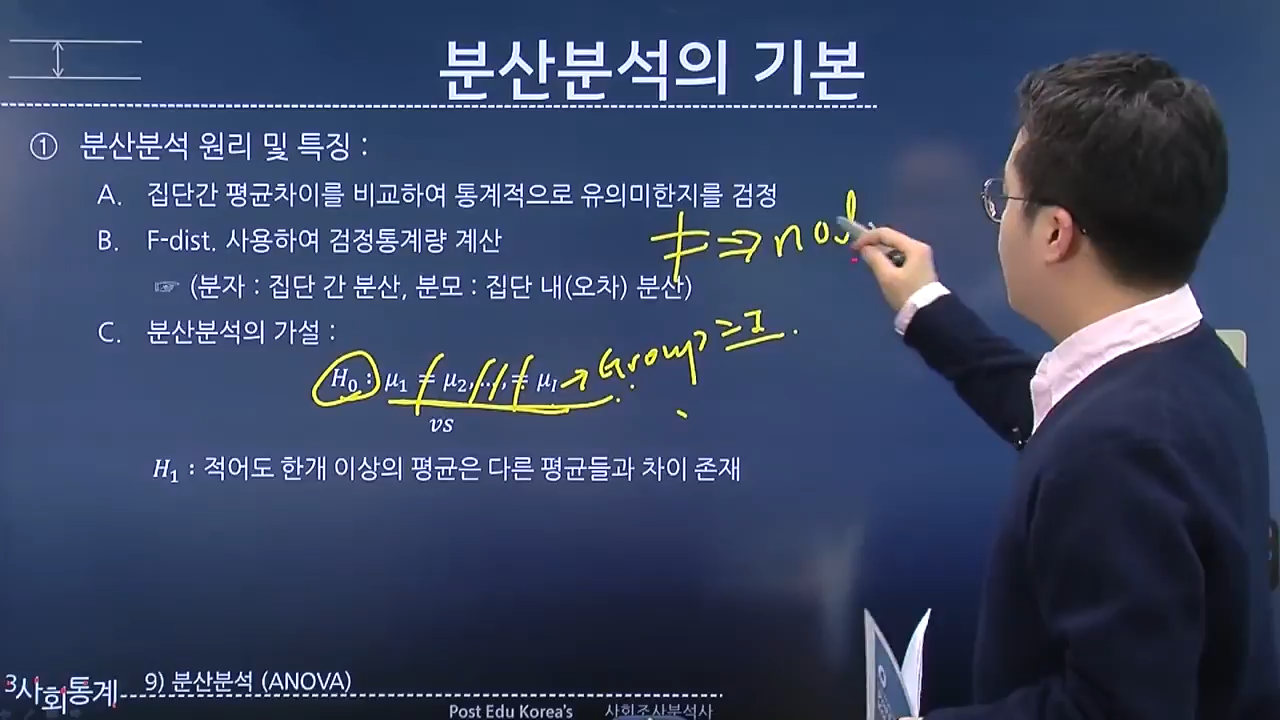 분산분석의 기본
① 분산분석 원리 및 특징 :
A. 집단간 평균차이를 비교하여 통계적으로 유의미한지를 검정
B. F-dist. 사용하여 검정통계량 계산
≠ ⇒ not
☞ (분자 : 집단 간 분산, 분모 : 집단 내(오차) 분산)
C. 분산분석의 가설 :
H₀ : μ₁ = μ₂, ..., = μ_I → Group = I.
vs
H₁ : 적어도 한개 이상의 평균은 다른 평균들과 차이 존재
3 사회통계 9) 분산분석 (ANOVA)
Post Edu Korea's 사회조사분석사